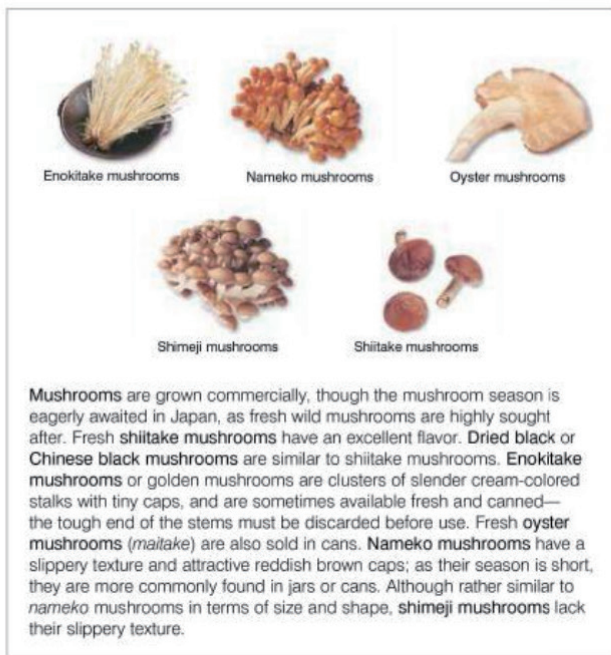 Enokitake mushrooms
Nameko mushrooms
Oyster mushrooms
Shimeji mushrooms
Shiitake mushrooms
Mushrooms are grown commercially, though the mushroom season is
eagerly awaited in Japan, as fresh wild mushrooms are highly sought
after. Fresh shiitake mushrooms have an excellent flavor. Dried black or
Chinese black mushrooms are similar to shiitake mushrooms. Enokitake
mushrooms or golden mushrooms are clusters of slender cream-colored
stalks with tiny caps, and are sometimes available fresh and canned—
the tough end of the stems must be discarded before use. Fresh oyster
mushrooms (maitake) are also sold in cans. Nameko mushrooms have a
slippery texture and attractive reddish brown caps; as their season is short,
they are more commonly found in jars or cans. Although rather similar to
nameko mushrooms in terms of size and shape, shimeji mushrooms lack
their slippery texture.